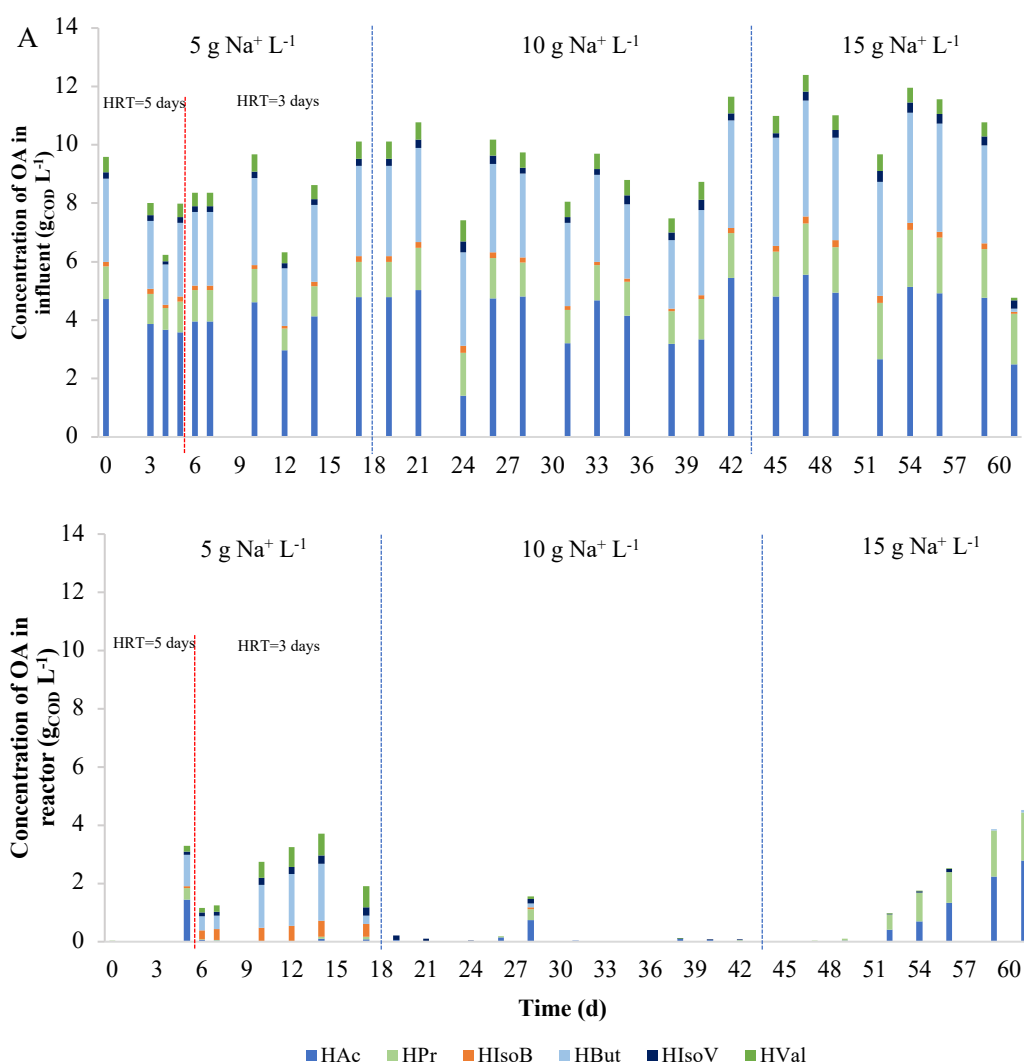 A
14
12
10
8
6
4
2
0
Concentration of OA in
influent (gCOD L-1)
5 g Na+ L-1
10 g Na+ L-1
15 g Na+ L-1
HRT=5 days
HRT=3 days
0 3 6 9 12 15 18 21 24 27 30 33 36 39 42 45 48 51 54 57 60
14
12
10
8
6
4
2
0
Concentration of OA in
reactor (gCOD L-1)
5 g Na+ L-1
10 g Na+ L-1
15 g Na+ L-1
HRT=5 days
HRT=3 days
0 3 6 9 12 15 18 21 24 27 30 33 36 39 42 45 48 51 54 57 60
Time (d)
HAc HPr HIsoB HBut HIsoV HVal